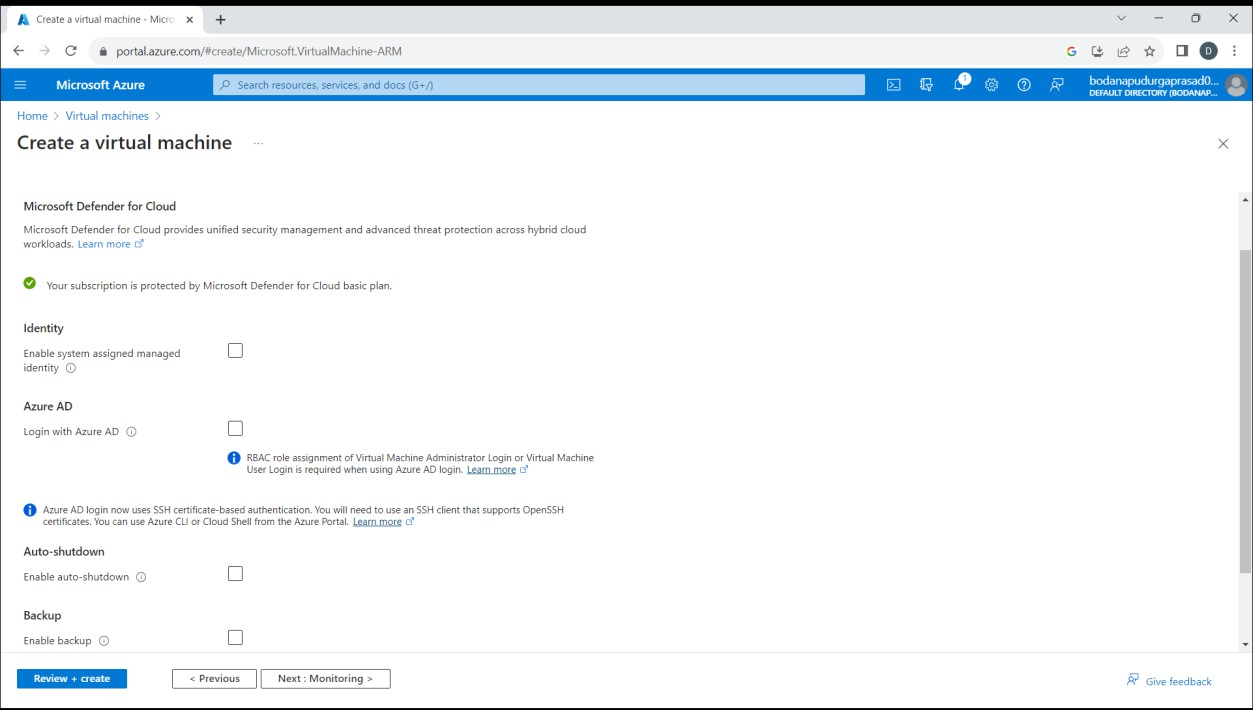 Create a virtual machine - Micro
portal.azure.com/#create/Microsoft.VirtualMachine-ARM
D
Microsoft Azure
Search resources, services, and docs (G+/)
1
bodanapudurgaprasad0...
DEFAULT DIRECTORY (BODANAP...
Home > Virtual machines >
Create a virtual machine ...
Microsoft Defender for Cloud
Microsoft Defender for Cloud provides unified security management and advanced threat protection across hybrid cloud
workloads. Learn more
Your subscription is protected by Microsoft Defender for Cloud basic plan.
Identity
Enable system assigned managed
identity
Azure AD
Login with Azure AD
RBAC role assignment of Virtual Machine Administrator Login or Virtual Machine
User Login is required when using Azure AD login. Learn more
Azure AD login now uses SSH certificate-based authentication. You will need to use an SSH client that supports OpenSSH
certificates. You can use Azure CLI or Cloud Shell from the Azure Portal. Learn more
Auto-shutdown
Enable auto-shutdown
Backup
Enable backup
Review + create
< Previous
Next : Monitoring >
Give feedback